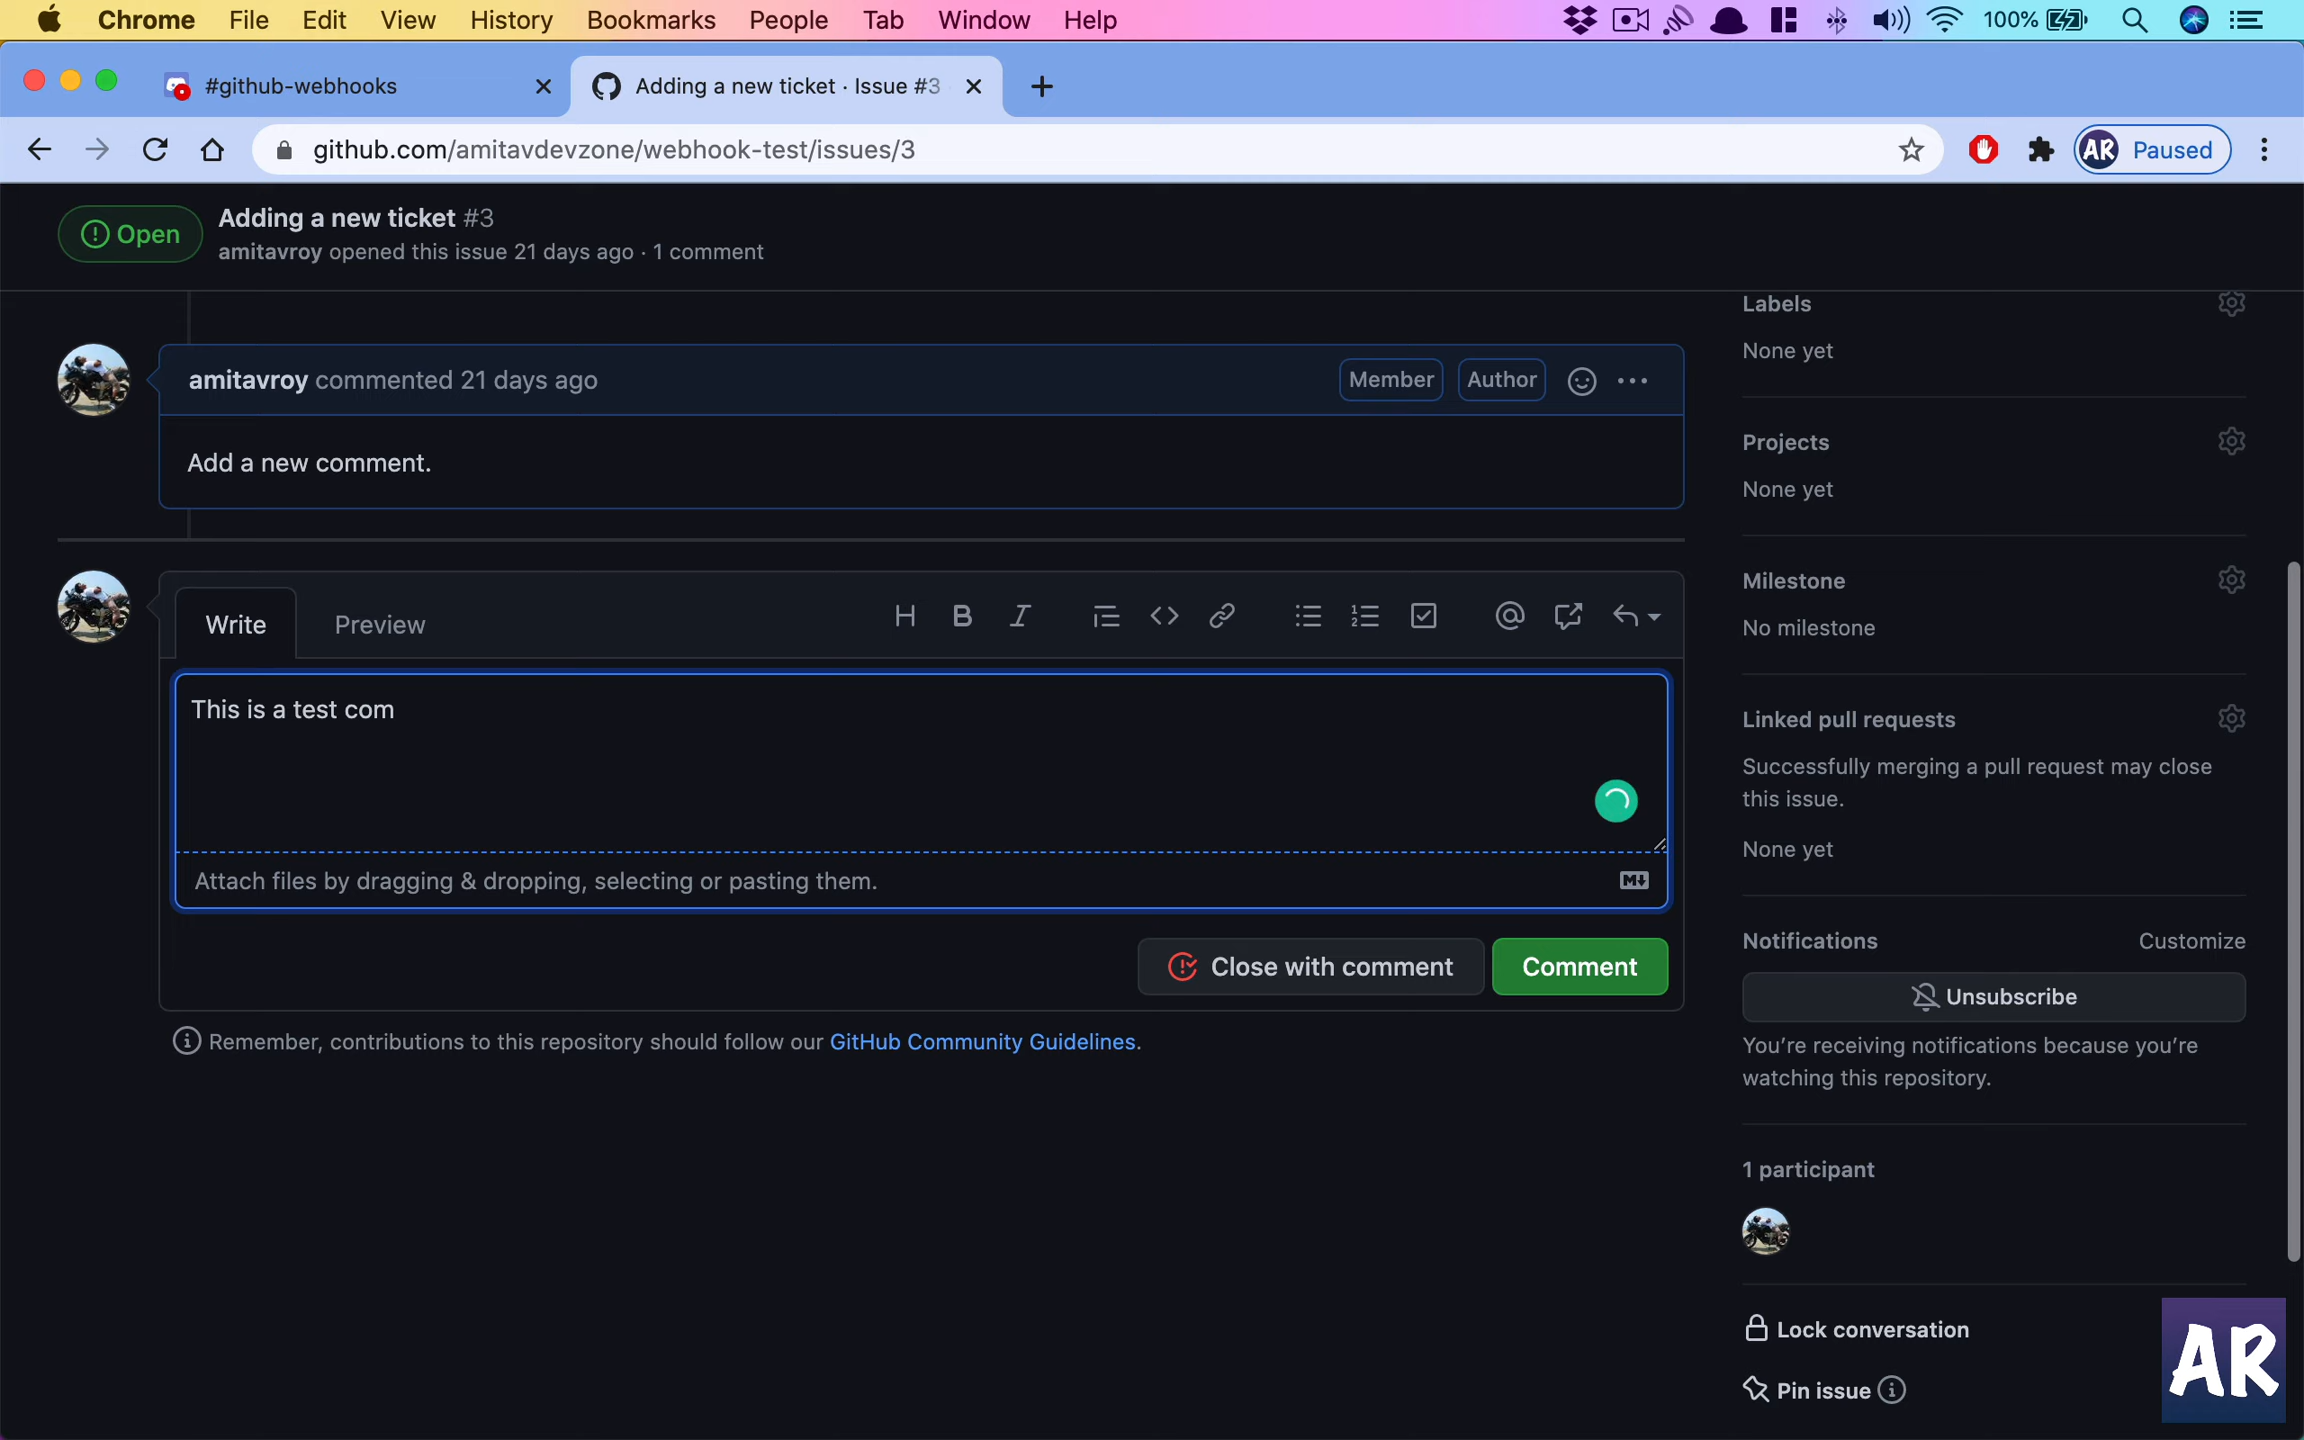 Chrome File Edit View History Bookmarks People Tab Window Help 100%
#github-webhooks
Adding a new ticket · Issue #3
github.com/amitavdevzone/webhook-test/issues/3
AR Paused
Open
Adding a new ticket #3
amitavroy opened this issue 21 days ago · 1 comment
amitavroy commented 21 days ago
Member
Author
Add a new comment.
Write
Preview
This is a test com
Attach files by dragging & dropping, selecting or pasting them.
Close with comment
Comment
Remember, contributions to this repository should follow our GitHub Community Guidelines.
Labels
None yet
Projects
None yet
Milestone
No milestone
Linked pull requests
Successfully merging a pull request may close
this issue.
None yet
Notifications
Customize
Unsubscribe
You’re receiving notifications because you’re
watching this repository.
1 participant
Lock conversation
Pin issue
AR